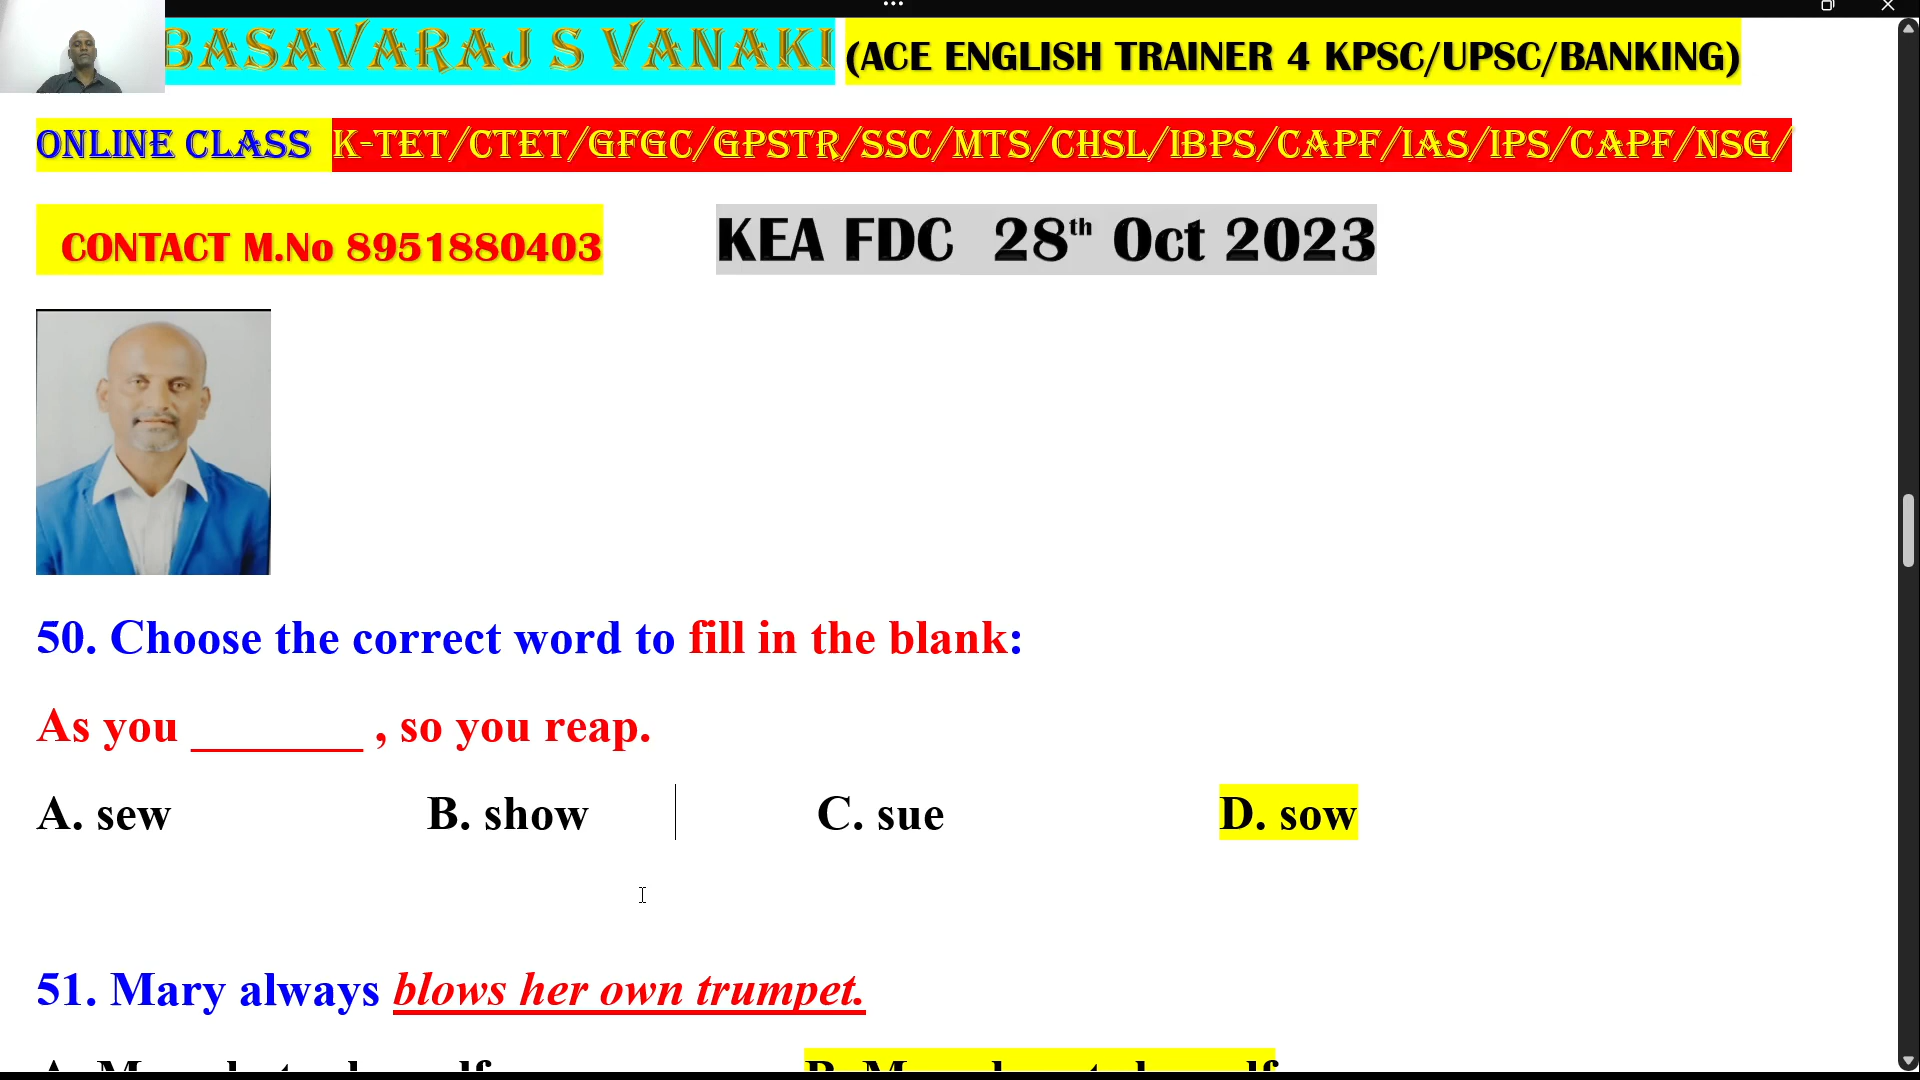 BASAVARAJ S VANAKI (ACE ENGLISH TRAINER 4 KPSC/UPSC/BANKING)
ONLINE CLASS K-TET/CTET/GFGC/GPSTR/SSC/MTS/CHSL/IBPS/CAPF/IAS/IPS/CAPF/NSG/
CONTACT M.No 8951880403 KEA FDC 28th Oct 2023
50. Choose the correct word to fill in the blank:
As you _______ , so you reap.
A. sew B. show C. sue D. sow
51. Mary always blows her own trumpet.